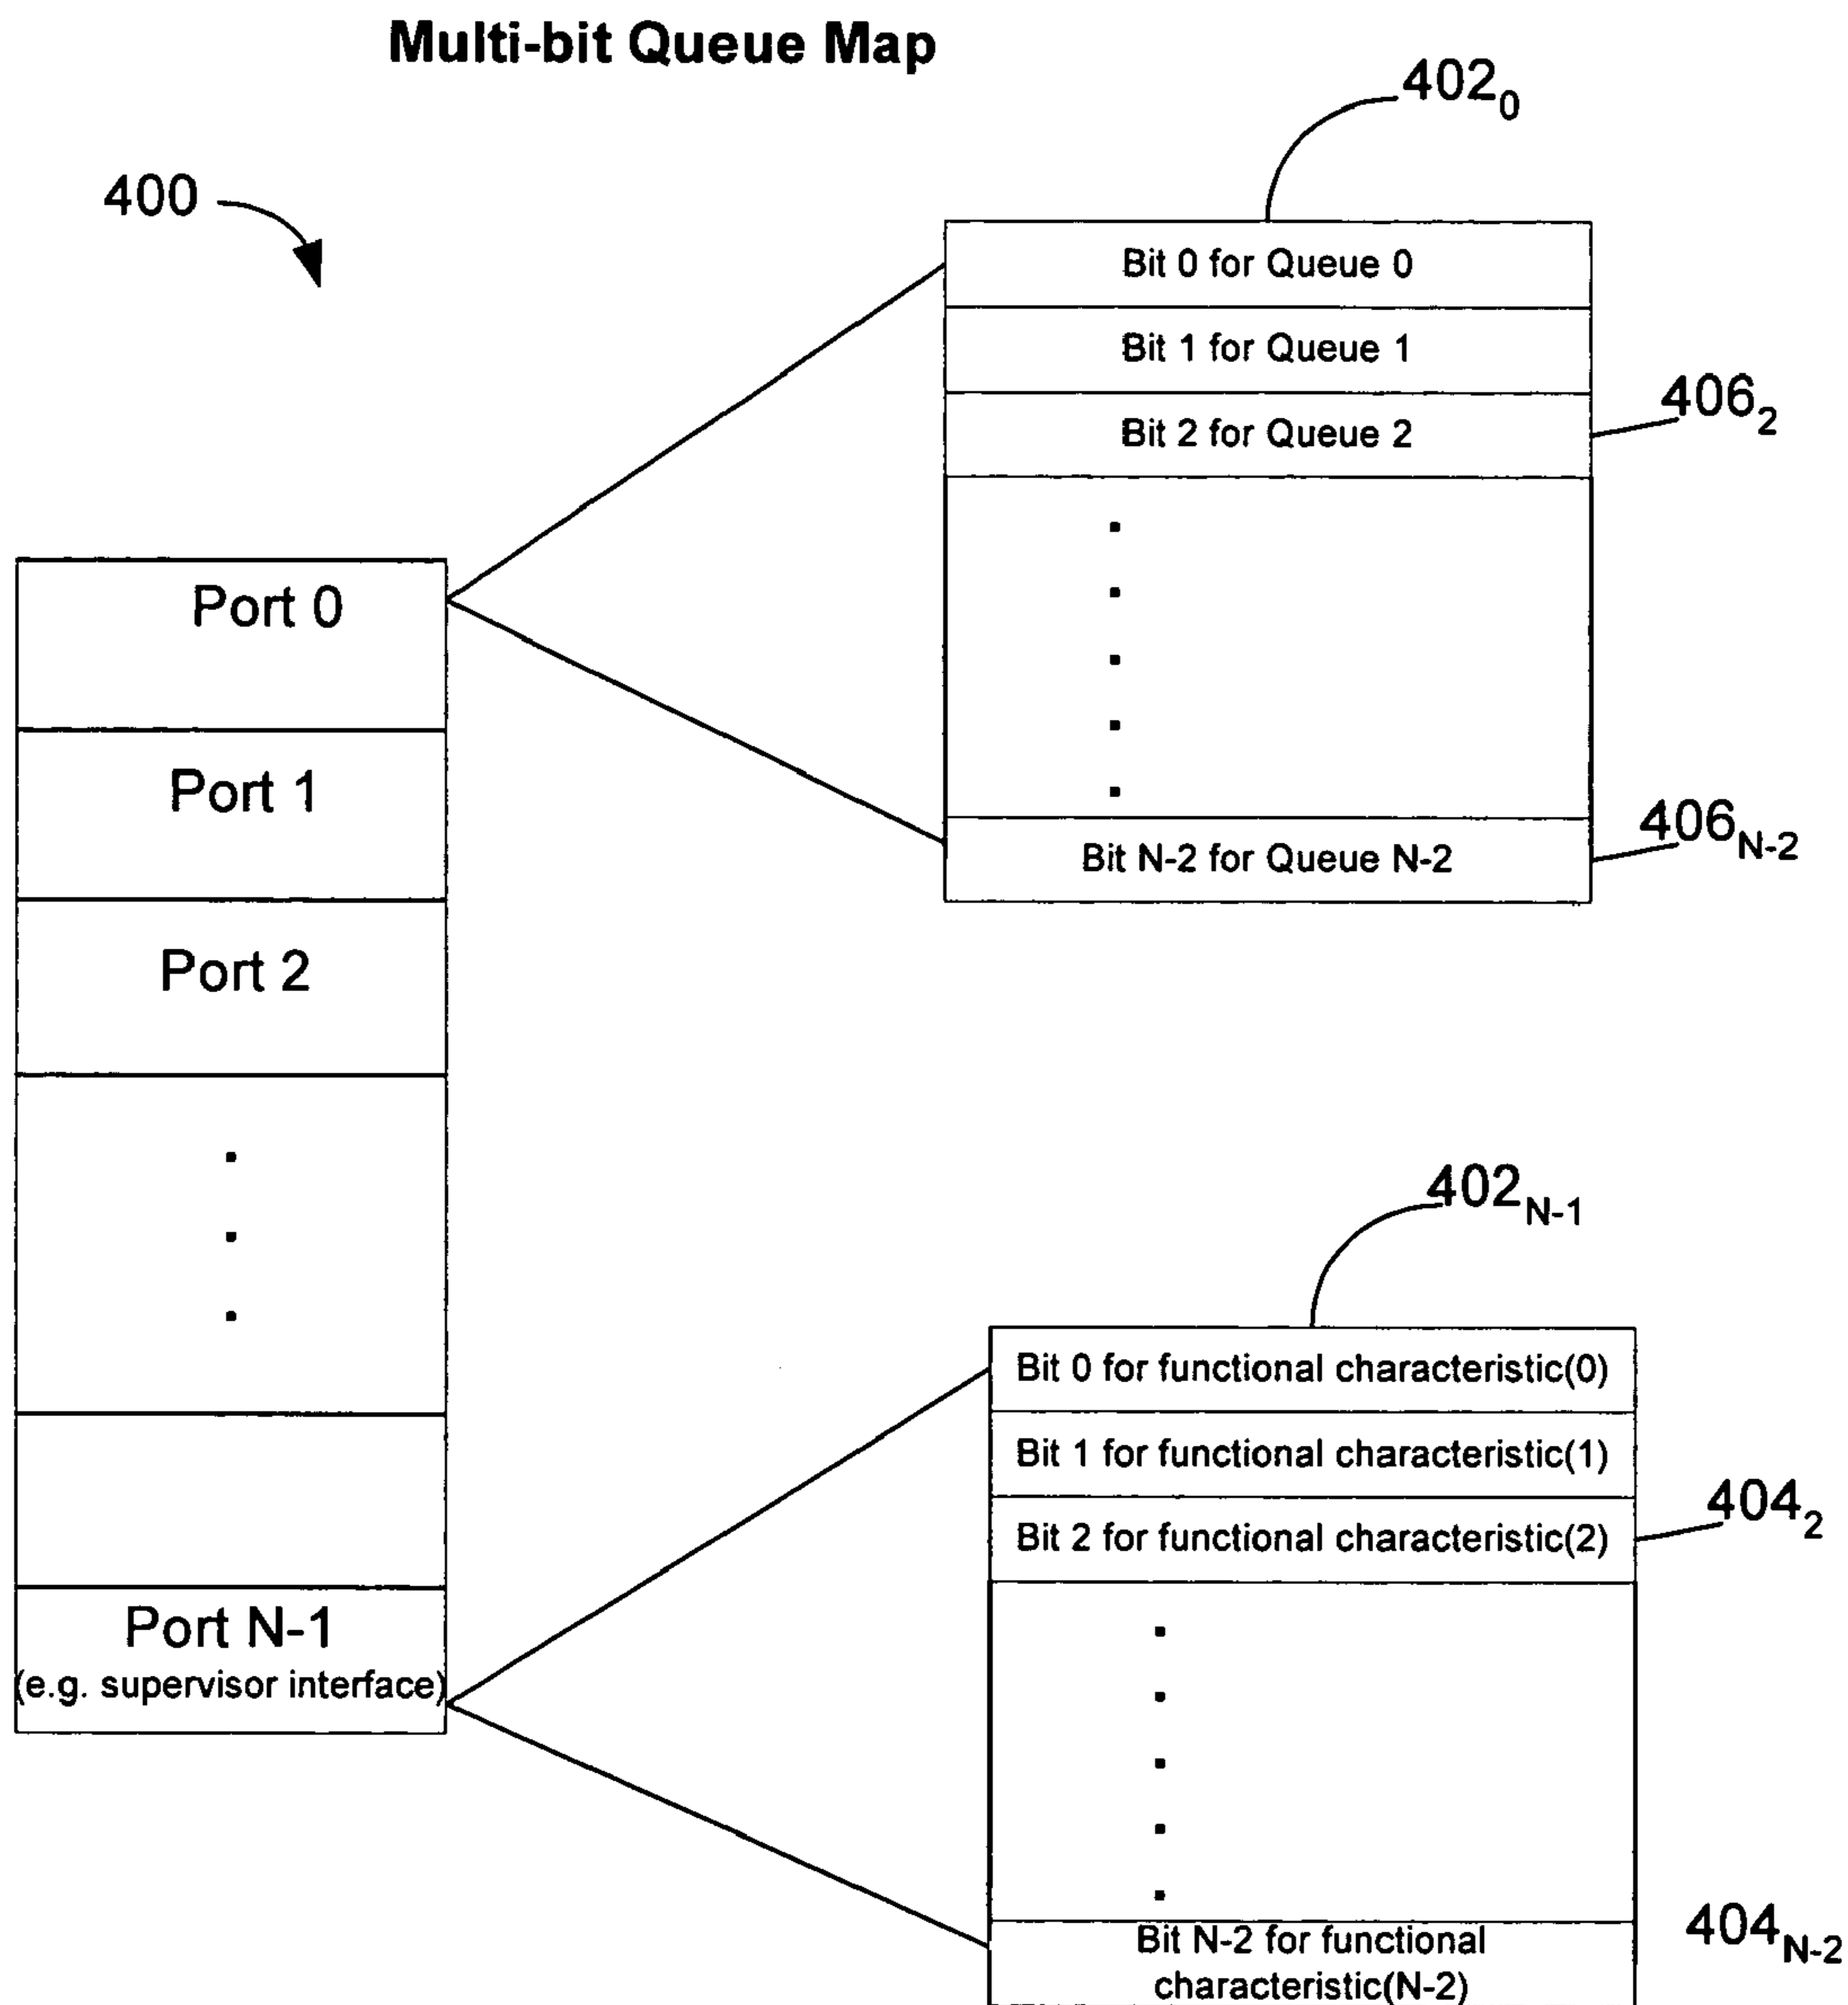 Multi-bit Queue Map
400
402₀
Bit 0 for Queue 0
Bit 1 for Queue 1
Bit 2 for Queue 2
406₂
Bit N-2 for Queue N-2
406_N-2
Port 0
Port 1
Port 2
Port N-1
(e.g. supervisor interface)
402_N-1
Bit 0 for functional characteristic(0)
Bit 1 for functional characteristic(1)
Bit 2 for functional characteristic(2)
404₂
Bit N-2 for functional
characteristic(N-2)
404_N-2